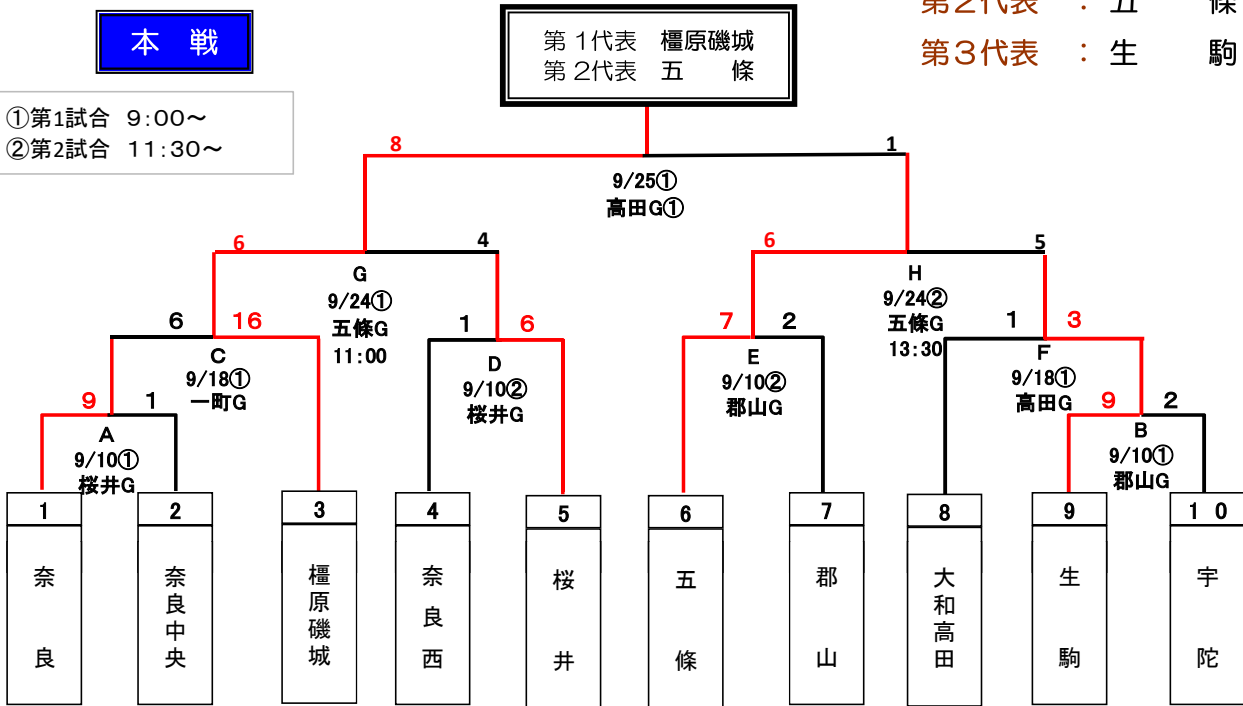 第2代表 : 五 條
本 戦
第1代表 橿原磯城
第2代表 五 條
第3代表 : 生 駒
①第1試合 9:00～
②第2試合 11:30～
8 1
9/25①
高田G①
6 4
G
9/24①
五條G
11:00
6 5
H
9/24②
五條G
13:30
6 16
C
9/18①
一町G
1 6
D
9/10②
桜井G
7 2
E
9/10②
郡山G
1 3
F
9/18①
高田G
9 1
A
9/10①
桜井G
9 2
B
9/10①
郡山G
1 2 3 4 5 6 7 8 9 10
奈良
奈良中央
橿原磯城
奈良西
桜井
五條
郡山
大和高田
生駒
宇陀